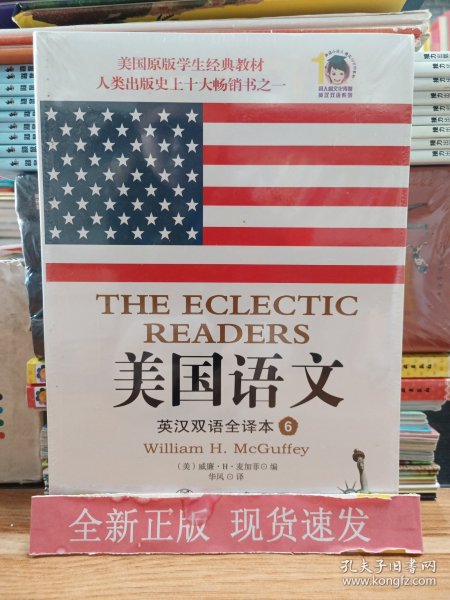 美国原版学生经典教材
人类出版史上十大畅销书之一
THE ECLECTIC
READERS
美国语文
英汉双语全译本 6
William H. McGuffey
(美) 威廉·H·麦加菲⊙编
华风⊙译
全新正版 现货速发
孔夫子旧书网
www.kongfz.com